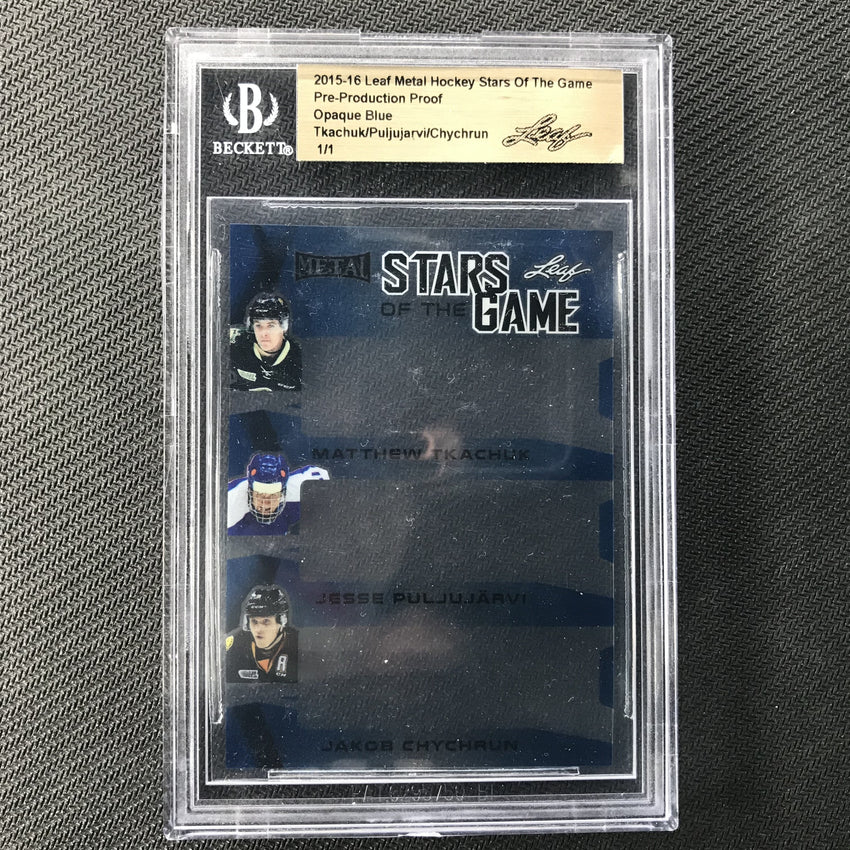 2015-16 Leaf Metal Hockey Stars Of The Game
Pre-Production Proof
Opaque Blue
Tkachuk/Puljujarvi/Chychrun
1/1
Leaf
B
BECKETT®
METAL
STARS
OF THE
GAME
Leaf
MATTHEW TKACHUK
JESSE PULJUJÄRVI
JAKOB CHYCHRUN